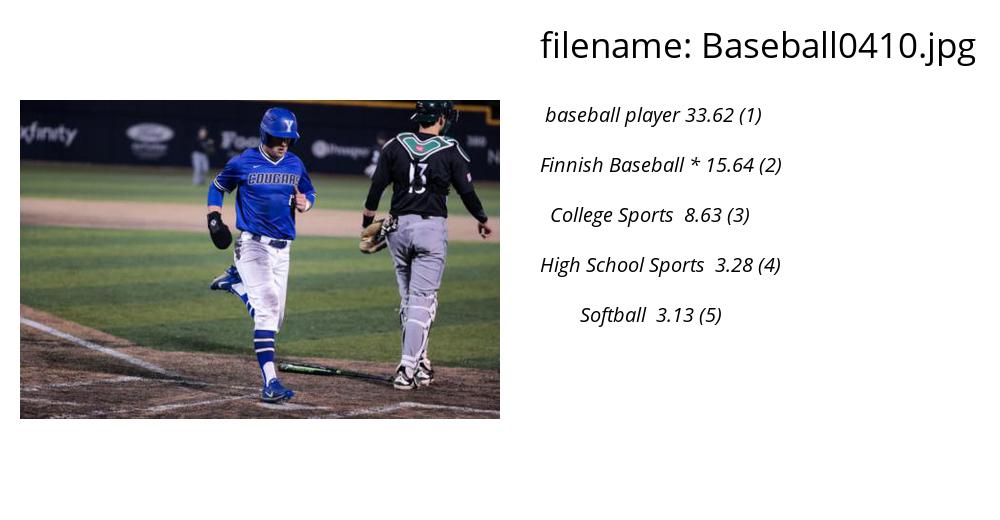 filename: Baseball0410.jpg
baseball player 33.62 (1)
Finnish Baseball * 15.64 (2)
College Sports 8.63 (3)
High School Sports 3.28 (4)
Softball 3.13 (5)
xfinity
Ford
Y
COUGARS
13